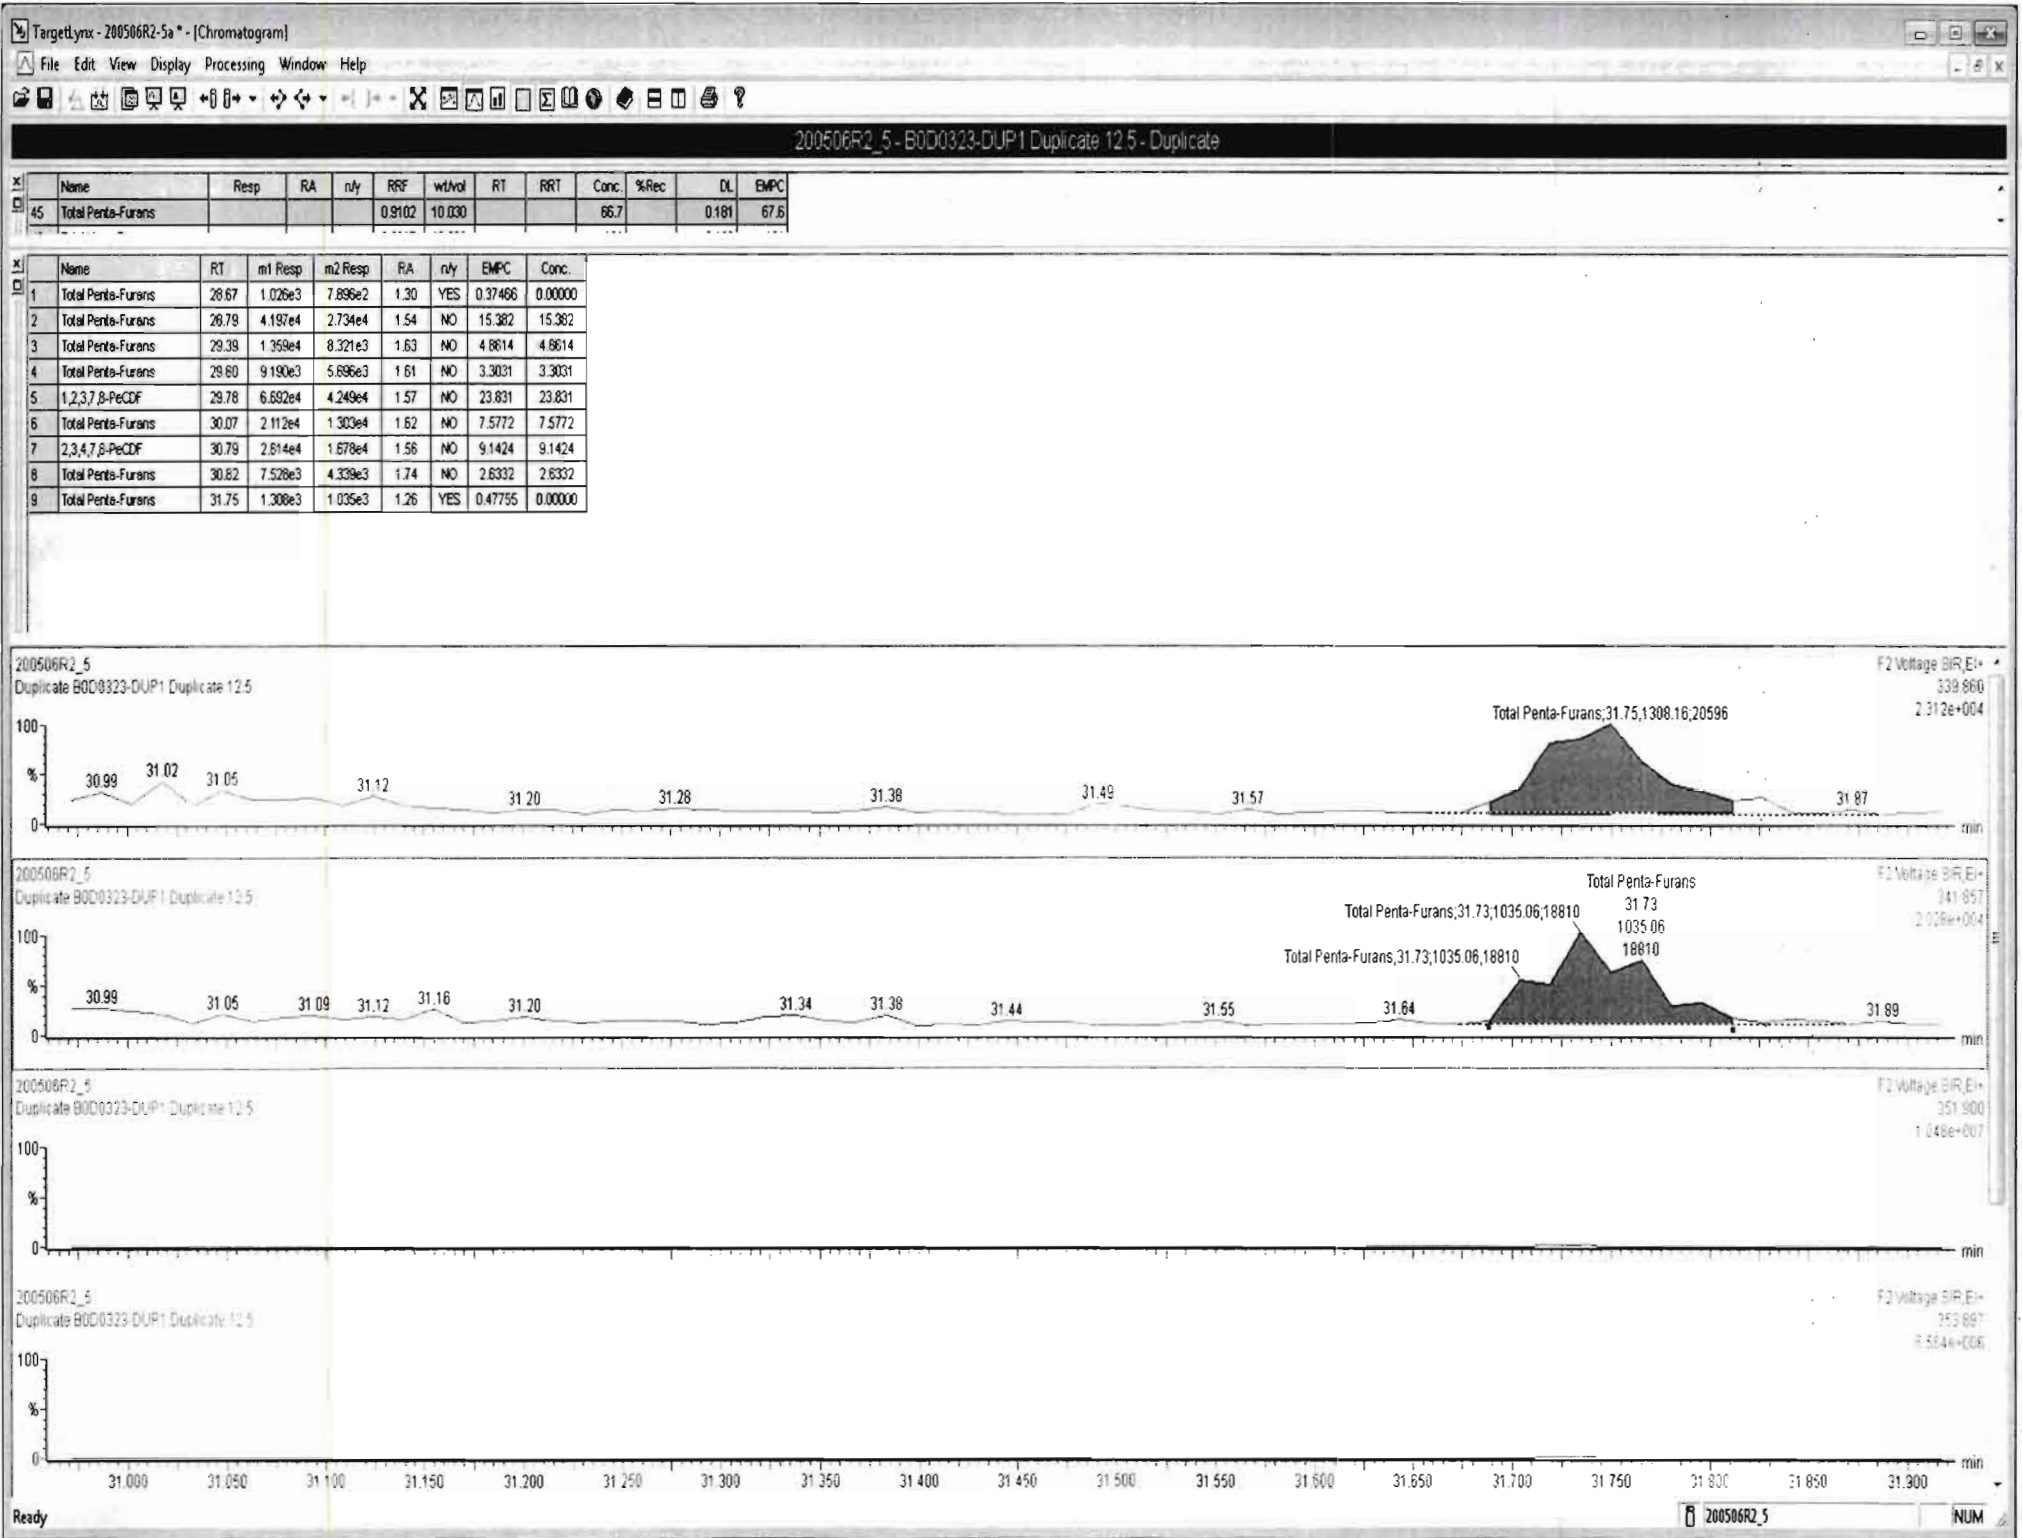 TargetLynx - 200506R2-5a * - [Chromatogram]
File Edit View Display Processing Window Help
200506R2_5 - B0D0323-DUP1 Duplicate 12.5 - Duplicate
Name Resp RA n/y RRF wt/vol RT RRT Conc. %Rec DL EMPC
45 Total Penta-Furans 0.9102 10.030 66.7 0.181 67.6
Name RT m1 Resp m2 Resp RA n/y EMPC Conc.
1 Total Penta-Furans 28.67 1.026e3 7.896e2 1.30 YES 0.37466 0.00000
2 Total Penta-Furans 28.79 4.197e4 2.734e4 1.54 NO 15.382 15.382
3 Total Penta-Furans 29.39 1.359e4 8.321e3 1.63 NO 4.8614 4.8614
4 Total Penta-Furans 29.60 9.190e3 5.696e3 1.61 NO 3.3031 3.3031
5 1,2,3,7,8-PeCDF 29.78 6.692e4 4.249e4 1.57 NO 23.831 23.831
6 Total Penta-Furans 30.07 2.112e4 1.303e4 1.62 NO 7.5772 7.5772
7 2,3,4,7,8-PeCDF 30.79 2.614e4 1.678e4 1.56 NO 9.1424 9.1424
8 Total Penta-Furans 30.82 7.528e3 4.339e3 1.74 NO 2.6332 2.6332
9 Total Penta-Furans 31.75 1.308e3 1.035e3 1.26 YES 0.47755 0.00000
200506R2_5
Duplicate B0D0323-DUP1 Duplicate 12.5
F2 Voltage SIR,EI+
339.860
2.312e+004
Total Penta-Furans;31.75;1308.16;20596
100
%
0
30.99 31.02 31.05 31.12 31.20 31.28 31.38 31.49 31.57 31.87
min
200506R2_5
Duplicate B0D0323-DUP1 Duplicate 12.5
F2 Voltage SIR,EI+
341.857
2.028e+004
Total Penta-Furans
31.73
1035.06
18810
Total Penta-Furans;31.73;1035.06;18810
Total Penta-Furans;31.73;1035.06;18810
100
%
0
30.99 31.05 31.09 31.12 31.16 31.20 31.34 31.38 31.44 31.55 31.64 31.89
min
200506R2_5
Duplicate B0D0323-DUP1 Duplicate 12.5
F2 Voltage SIR,EI+
351.900
1.048e+007
100
%
0
min
200506R2_5
Duplicate B0D0323-DUP1 Duplicate 12.5
F2 Voltage SIR,EI+
353.897
100
%
0
min
31.000 31.050 31.100 31.150 31.200 31.250 31.300 31.350 31.400 31.450 31.500 31.550 31.600 31.650 31.700 31.750 31.800 31.850 31.900
Ready 200506R2_5 NUM